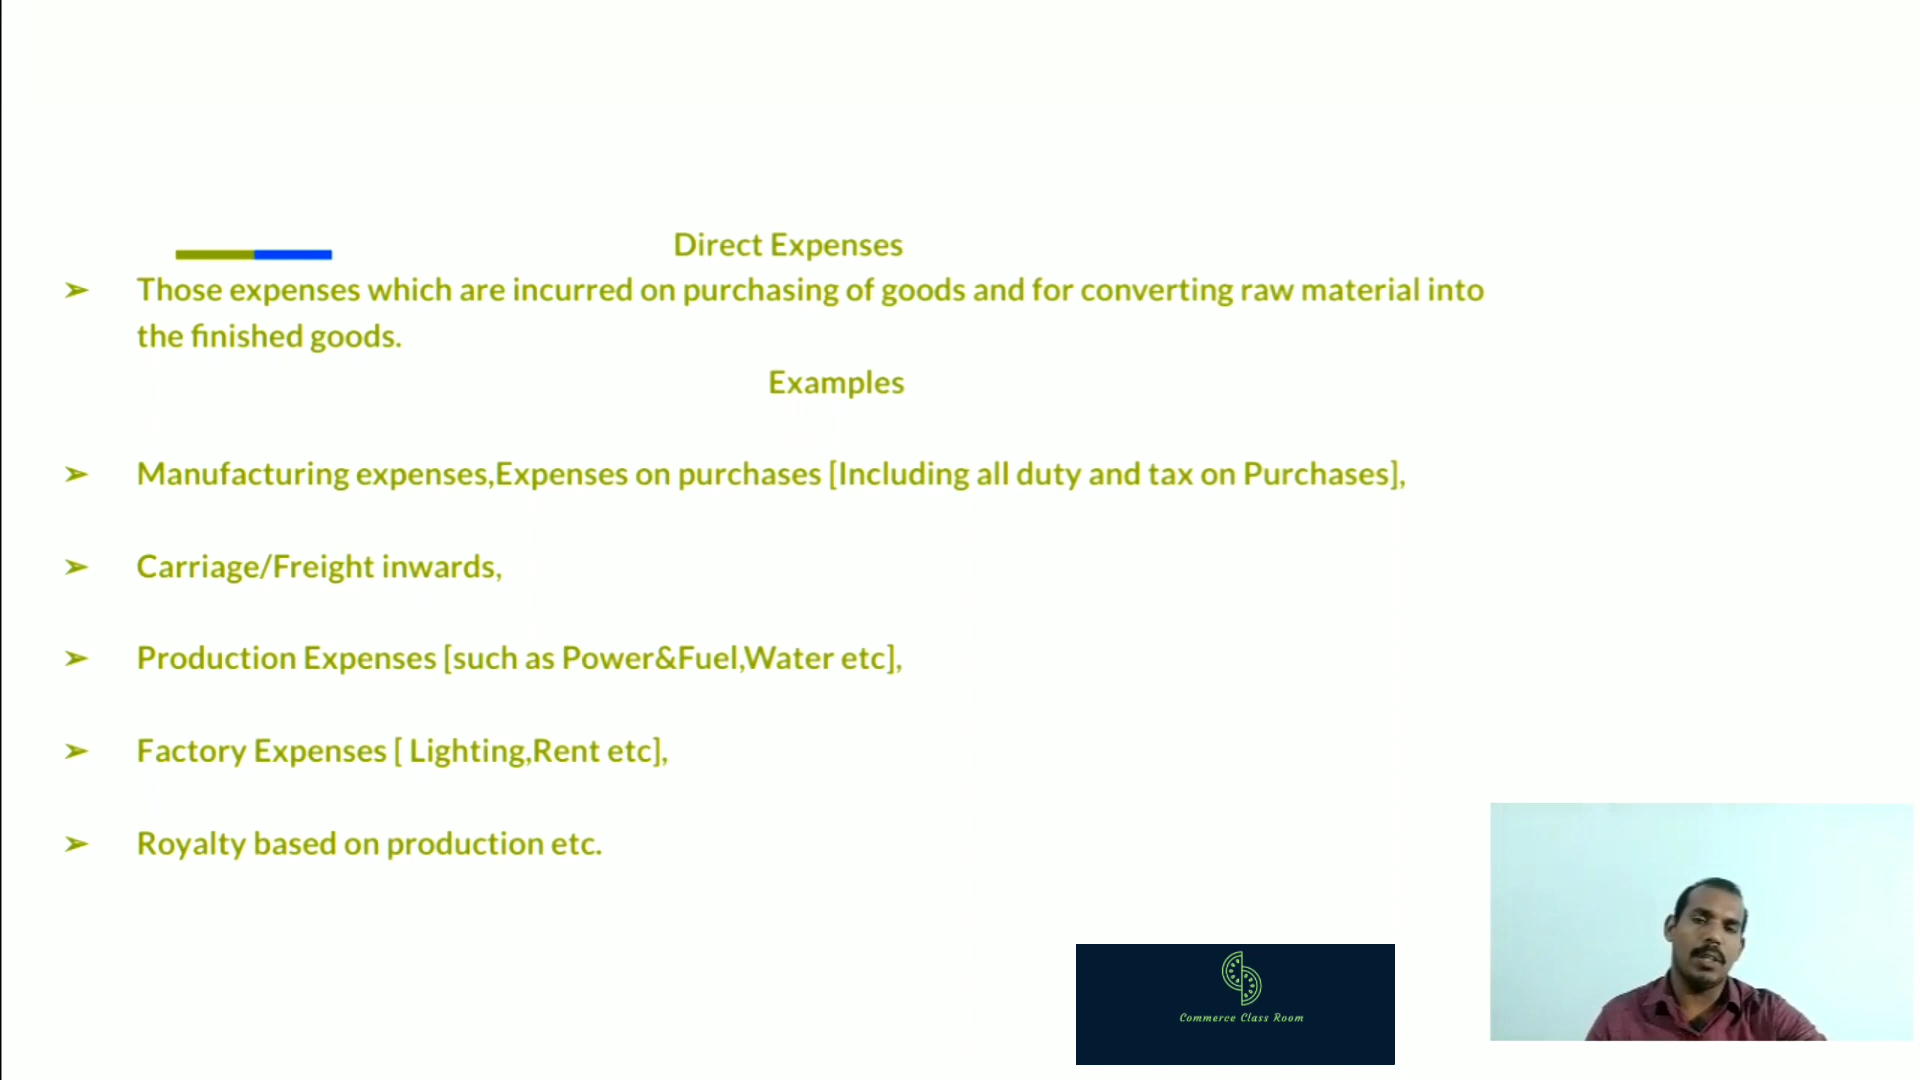 Direct Expenses
➢ Those expenses which are incurred on purchasing of goods and for converting raw material into
the finished goods.
Examples
➢ Manufacturing expenses,Expenses on purchases [Including all duty and tax on Purchases],
➢ Carriage/Freight inwards,
➢ Production Expenses [such as Power&Fuel,Water etc],
➢ Factory Expenses [ Lighting,Rent etc],
➢ Royalty based on production etc.
Commerce Class Room